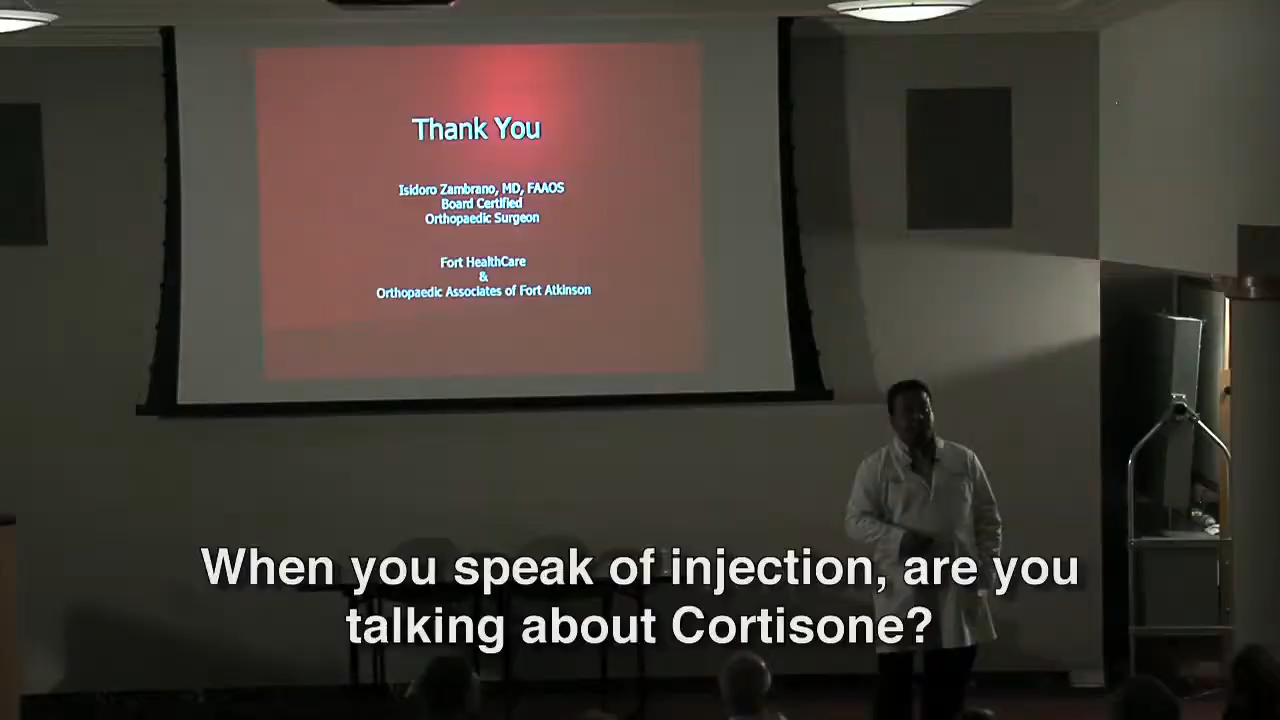 Thank You
Isidoro Zambrano, MD, FAAOS
Board Certified
Orthopaedic Surgeon
Fort HealthCare
&
Orthopaedic Associates of Fort Atkinson
When you speak of injection, are you
talking about Cortisone?